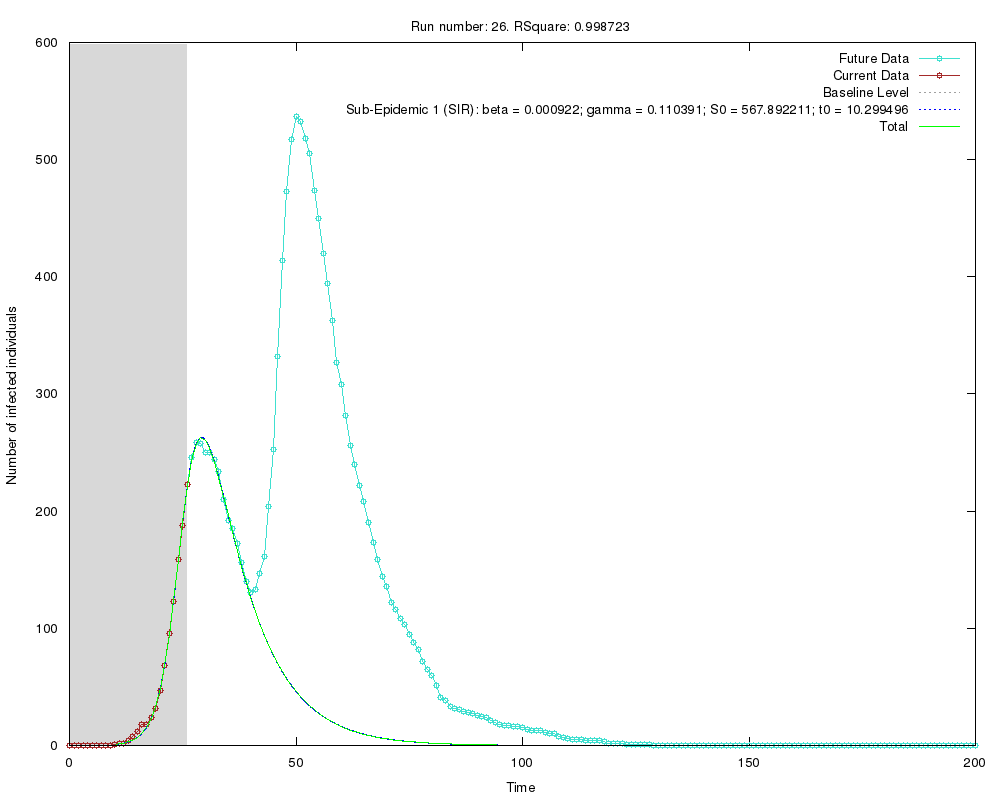 Run number: 26. RSquare: 0.998723
600
500
400
300
200
100
0
Number of infected individuals
Future Data
Current Data
Baseline Level
Sub-Epidemic 1 (SIR): beta = 0.000922; gamma = 0.110391; S0 = 567.892211; t0 = 10.299496
Total
0 50 100 150 200
Time